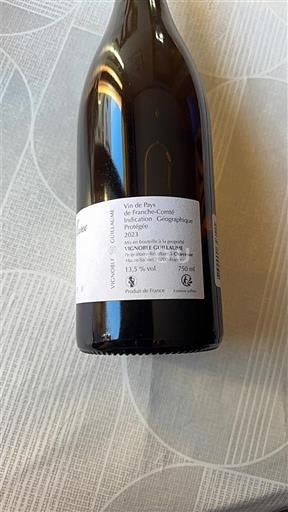 VIGNOBLE GUILLAUME
Vin de Pays
de Franche-Comté
Indication Géographique
Protégée
2023
Mis en bouteille à la propriété
VIGNOBLE GUILLAUME
13,5 % vol 750 ml
Produit de France